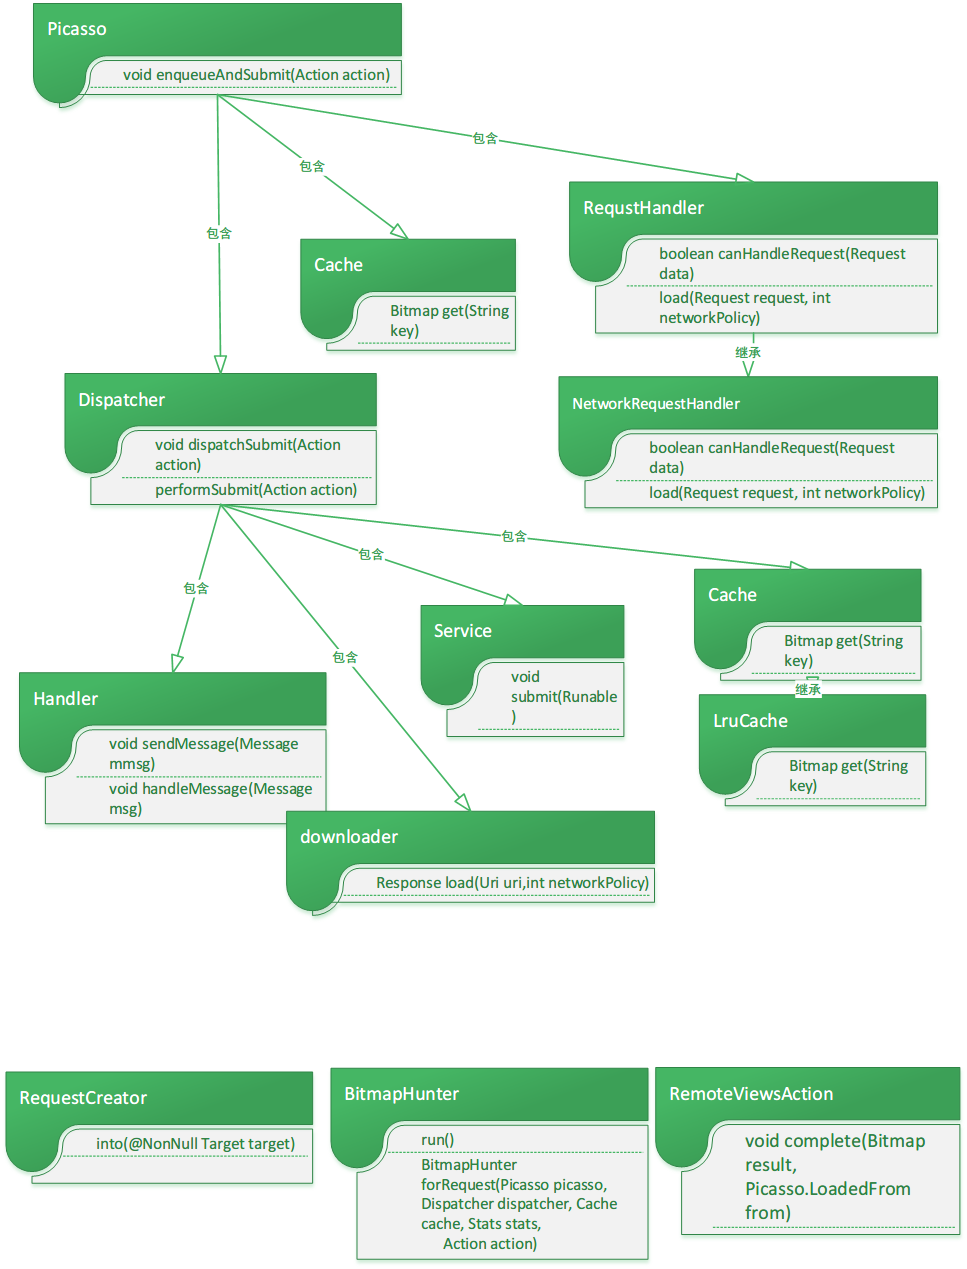 Picasso
void enqueueAndSubmit(Action action)
包含
包含
包含
RequstHandler
boolean canHandleRequest(Request
data)
load(Request request, int
networkPolicy)
Cache
Bitmap get(String
key)
继承
Dispatcher
void dispatchSubmit(Action
action)
performSubmit(Action action)
NetworkRequestHandler
boolean canHandleRequest(Request
data)
load(Request request, int networkPolicy)
包含
包含
包含
包含
Cache
Bitmap get(String
key)
Service
void
submit(Runable
)
继承
Handler
void sendMessage(Message
mmsg)
void handleMessage(Message
msg)
LruCache
Bitmap get(String
key)
downloader
Response load(Uri uri,int networkPolicy)
RequestCreator
into(@NonNull Target target)
BitmapHunter
run()
BitmapHunter
forRequest(Picasso picasso,
Dispatcher dispatcher, Cache
cache, Stats stats,
Action action)
RemoteViewsAction
void complete(Bitmap
result,
Picasso.LoadedFrom
from)